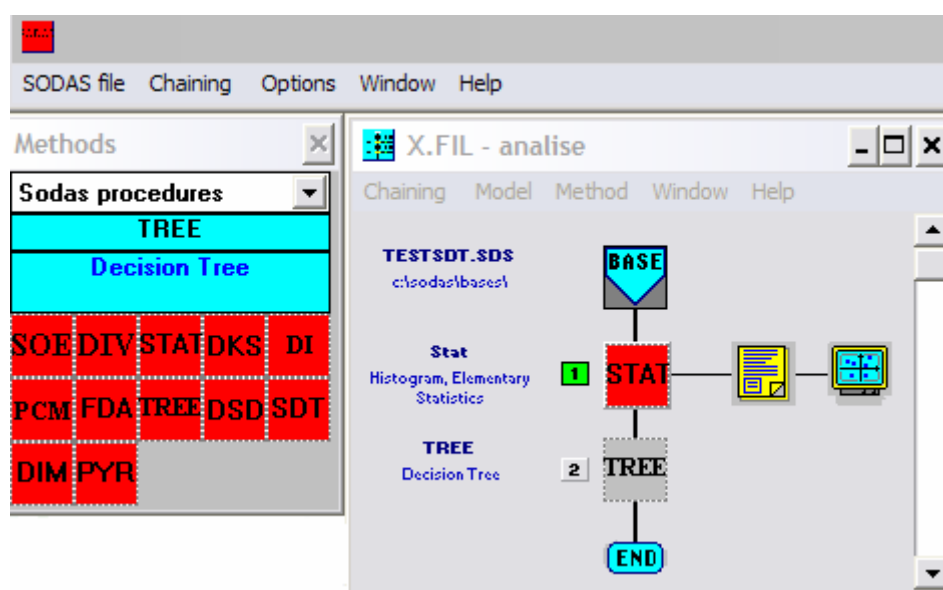 SODAS file Chaining Options Window Help
Methods
Sodas procedures
TREE
Decision Tree
SOE DIV STAT DKS DI
PCM FDA TREE DSD SDT
DIM PYR
X.FIL - analise
Chaining Model Method Window Help
TESTSDT.SDS
c:\sodas\bases\
BASE
Stat
Histogram, Elementary
Statistics
1
STAT
TREE
Decision Tree
2
TREE
END